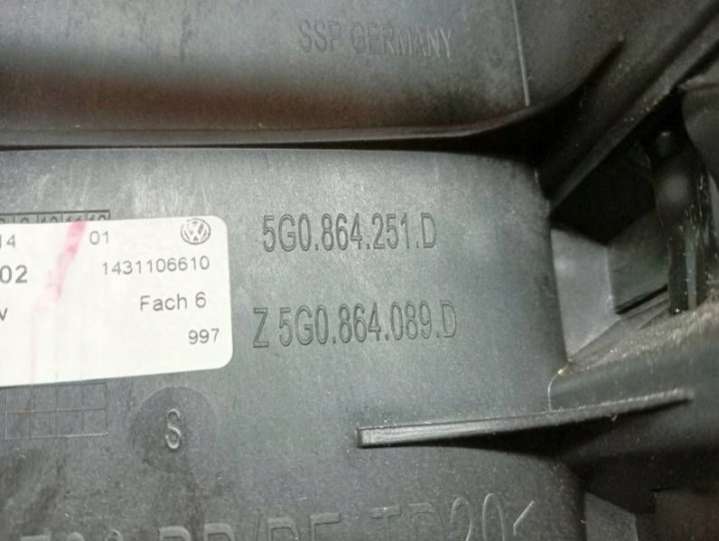 SSP GERMANY
14 01
02 1431106610
Fach 6
997
5G0.864.251.D
Z 5G0.864.089.D
S